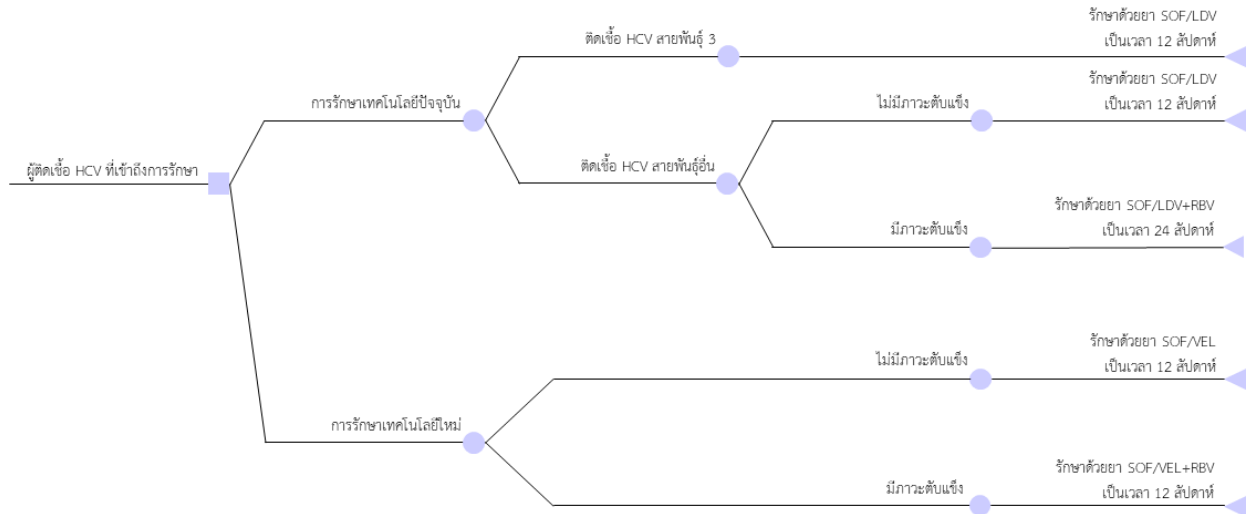 รักษาด้วยยา SOF/LDV
เป็นเวลา 12 สัปดาห์
ติดเชื้อ HCV สายพันธุ์ 3
รักษาด้วยยา SOF/LDV
เป็นเวลา 12 สัปดาห์
การรักษาเทคโนโลยีปัจจุบัน
ไม่มีภาวะตับแข็ง
ผู้ติดเชื้อ HCV ที่เข้าถึงการรักษา
ติดเชื้อ HCV สายพันธุ์อื่น
รักษาด้วยยา SOF/LDV+RBV
เป็นเวลา 24 สัปดาห์
มีภาวะตับแข็ง
รักษาด้วยยา SOF/VEL
เป็นเวลา 12 สัปดาห์
ไม่มีภาวะตับแข็ง
การรักษาเทคโนโลยีใหม่
รักษาด้วยยา SOF/VEL+RBV
เป็นเวลา 12 สัปดาห์
มีภาวะตับแข็ง